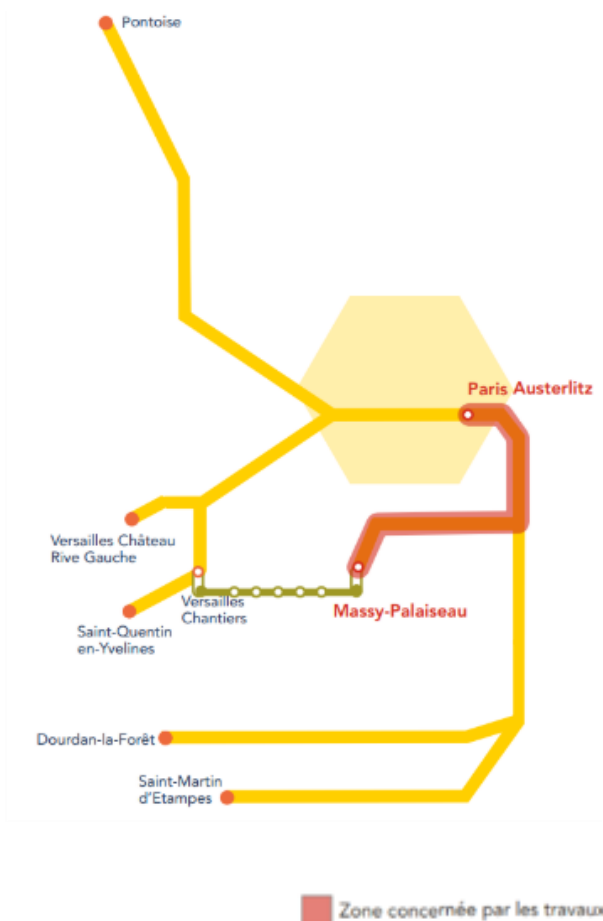 Pontoise
Paris Austerlitz
Versailles Château
Rive Gauche
Versailles
Chantiers
Massy-Palaiseau
Saint-Quentin
en-Yvelines
Dourdan-la-Forêt
Saint-Martin
d'Etampes
Zone concernée par les travaux